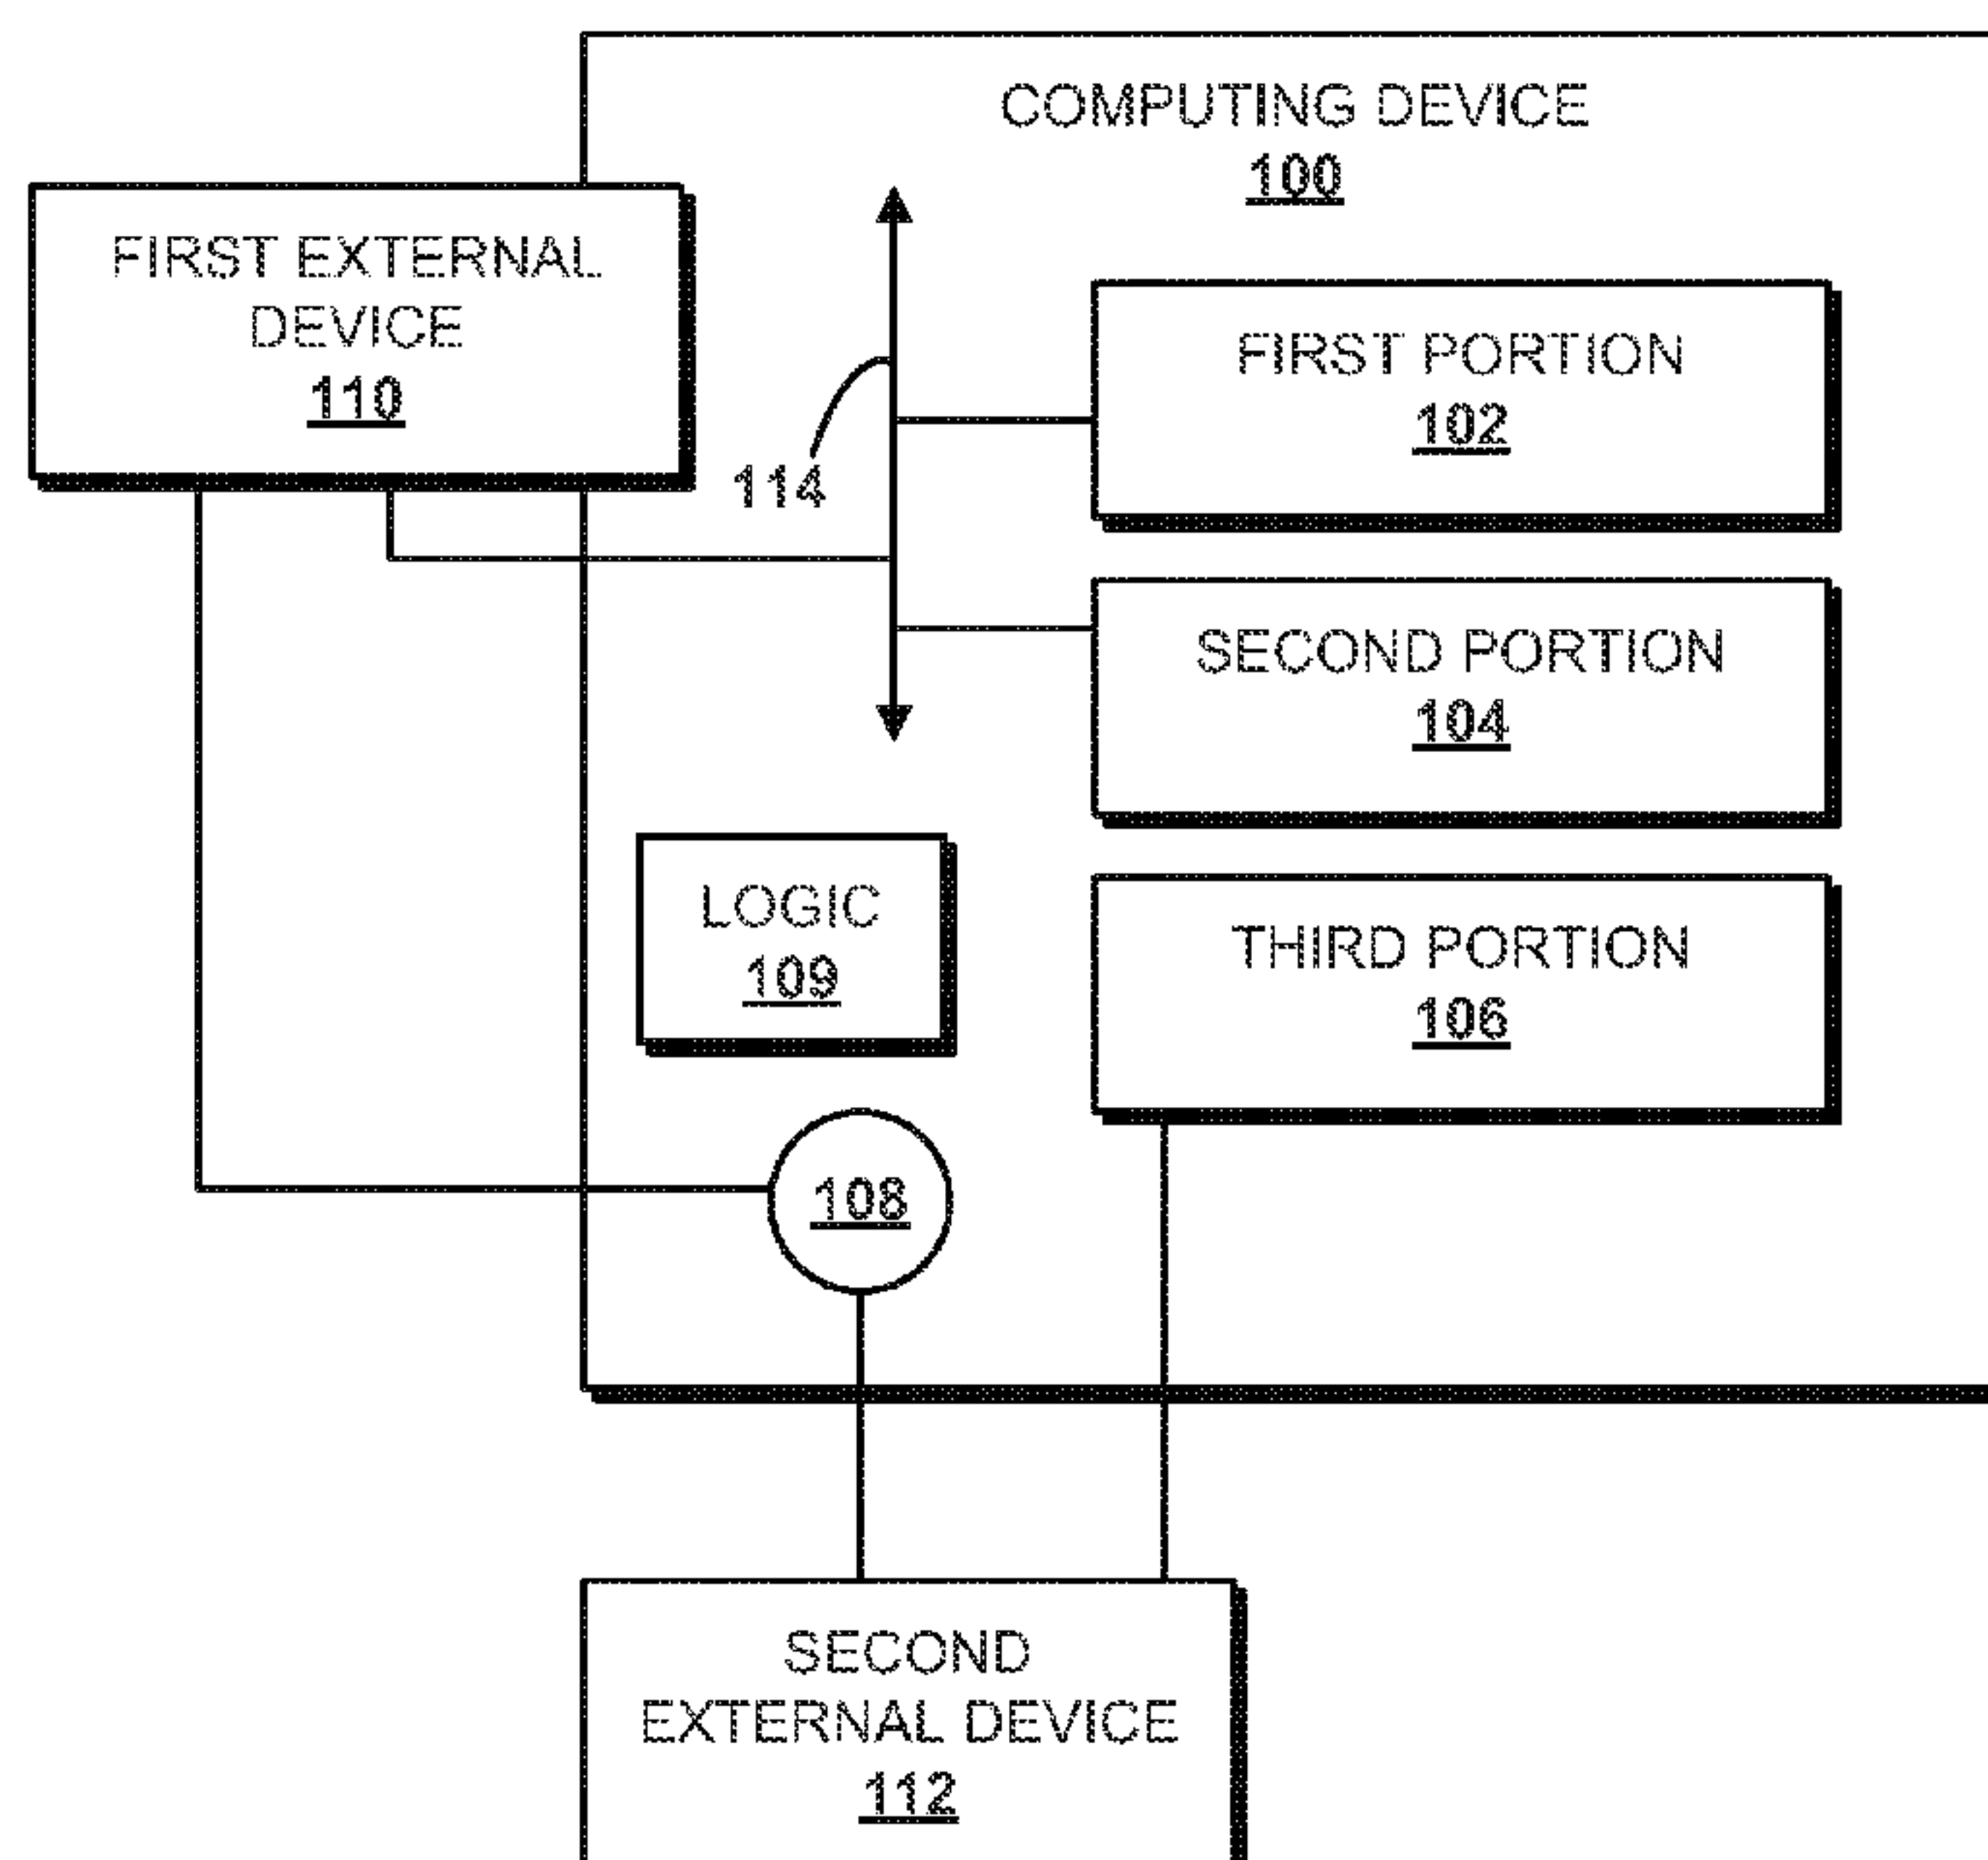 COMPUTING DEVICE
100
FIRST EXTERNAL
DEVICE
110
FIRST PORTION
102
114
SECOND PORTION
104
LOGIC
109
THIRD PORTION
106
108
SECOND
EXTERNAL DEVICE
112